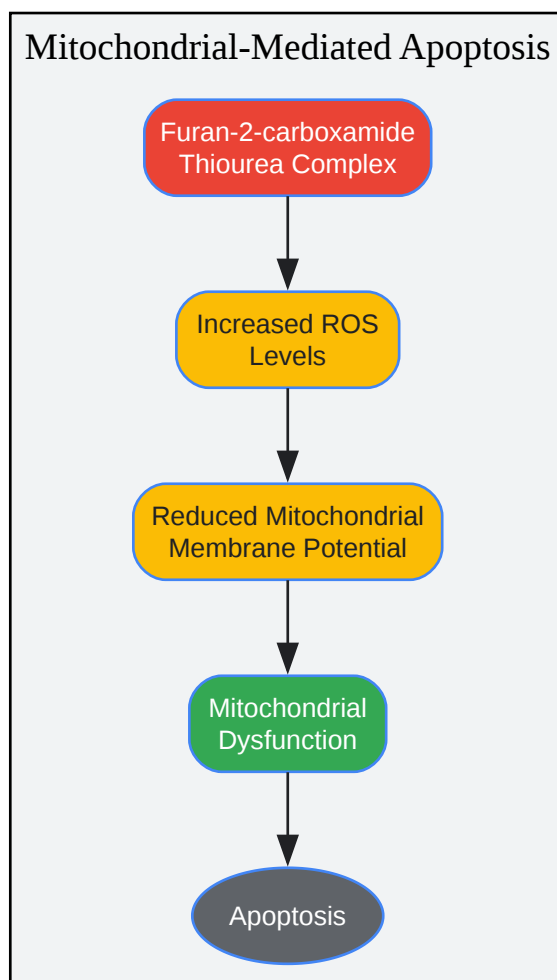 Mitochondrial-Mediated Apoptosis
Furan-2-carboxamide
Thiourea Complex
Increased ROS
Levels
Reduced Mitochondrial
Membrane Potential
Mitochondrial
Dysfunction
Apoptosis